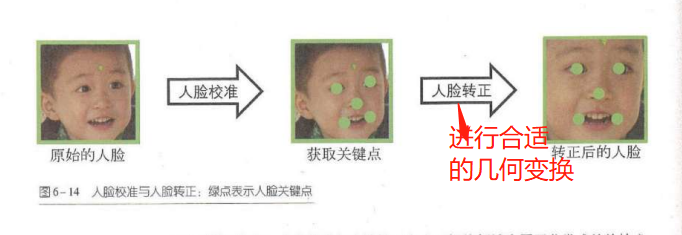 人脸校准
人脸转正
原始的人脸
获取关键点
转正后的人脸
进行合适
的几何变换
图6-14 人脸校准与人脸转正：绿点表示人脸关键点